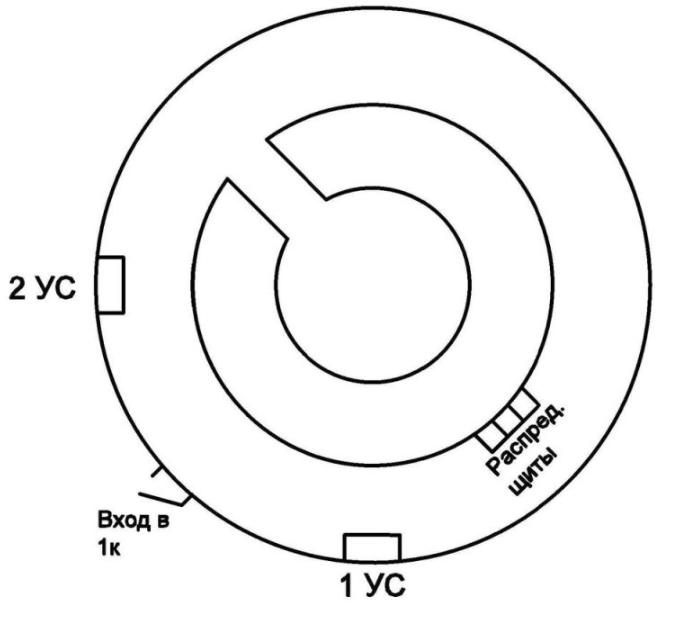 2 УС
Распред.
щиты
Вход в
1к
1 УС